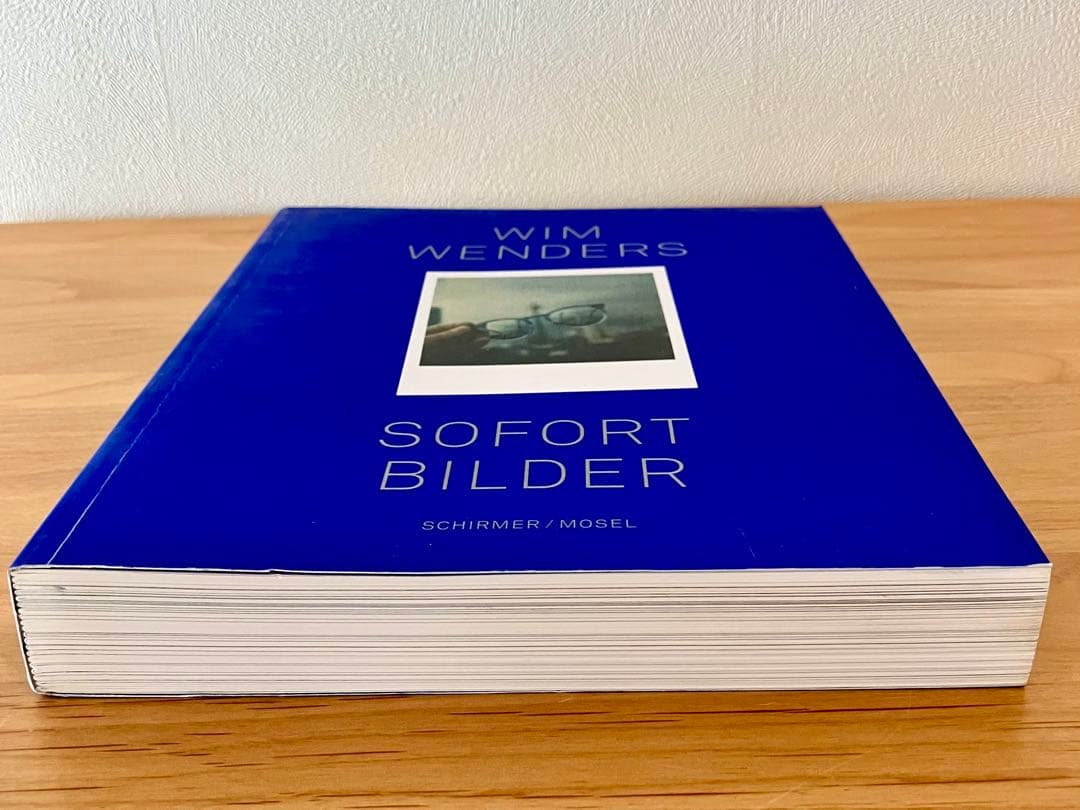 WIM
WENDERS
SOFORT
BILDER
SCHIRMER / MOSEL